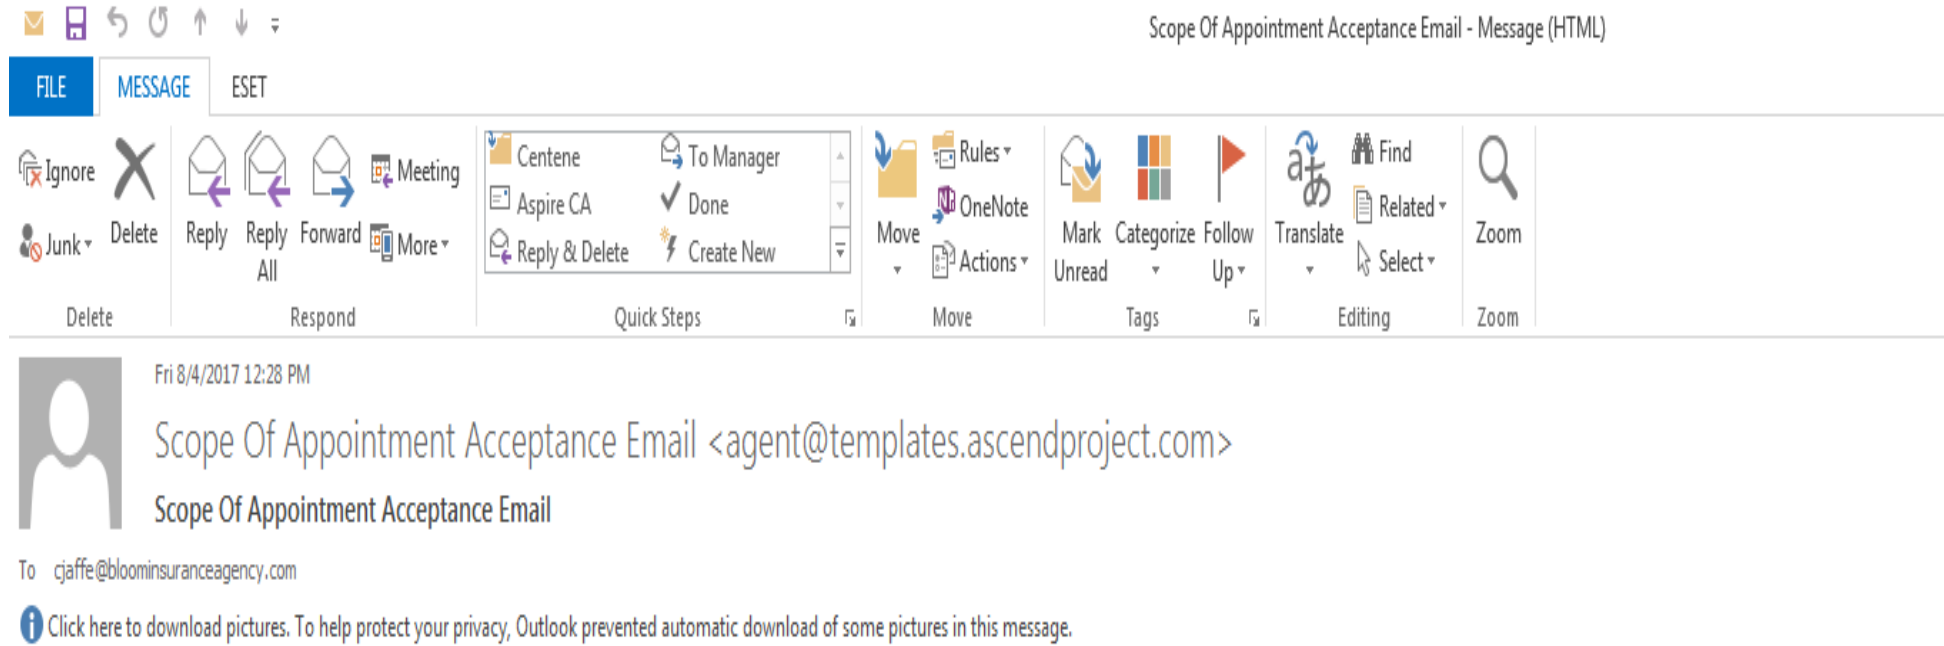 Scope Of Appointment Acceptance Email - Message (HTML)
FILE MESSAGE ESET
Ignore
Junk
Delete
Delete
Reply
Reply All
Forward
Meeting
More
Respond
Centene
Aspire CA
Reply & Delete
To Manager
Done
Create New
Quick Steps
Move
Rules
OneNote
Actions
Move
Mark Unread
Categorize
Follow Up
Tags
Translate
Find
Related
Select
Editing
Zoom
Zoom
Fri 8/4/2017 12:28 PM
Scope Of Appointment Acceptance Email <agent@templates.ascendproject.com>
Scope Of Appointment Acceptance Email
To cjaffe@bloominsuranceagency.com
Click here to download pictures. To help protect your privacy, Outlook prevented automatic download of some pictures in this message.